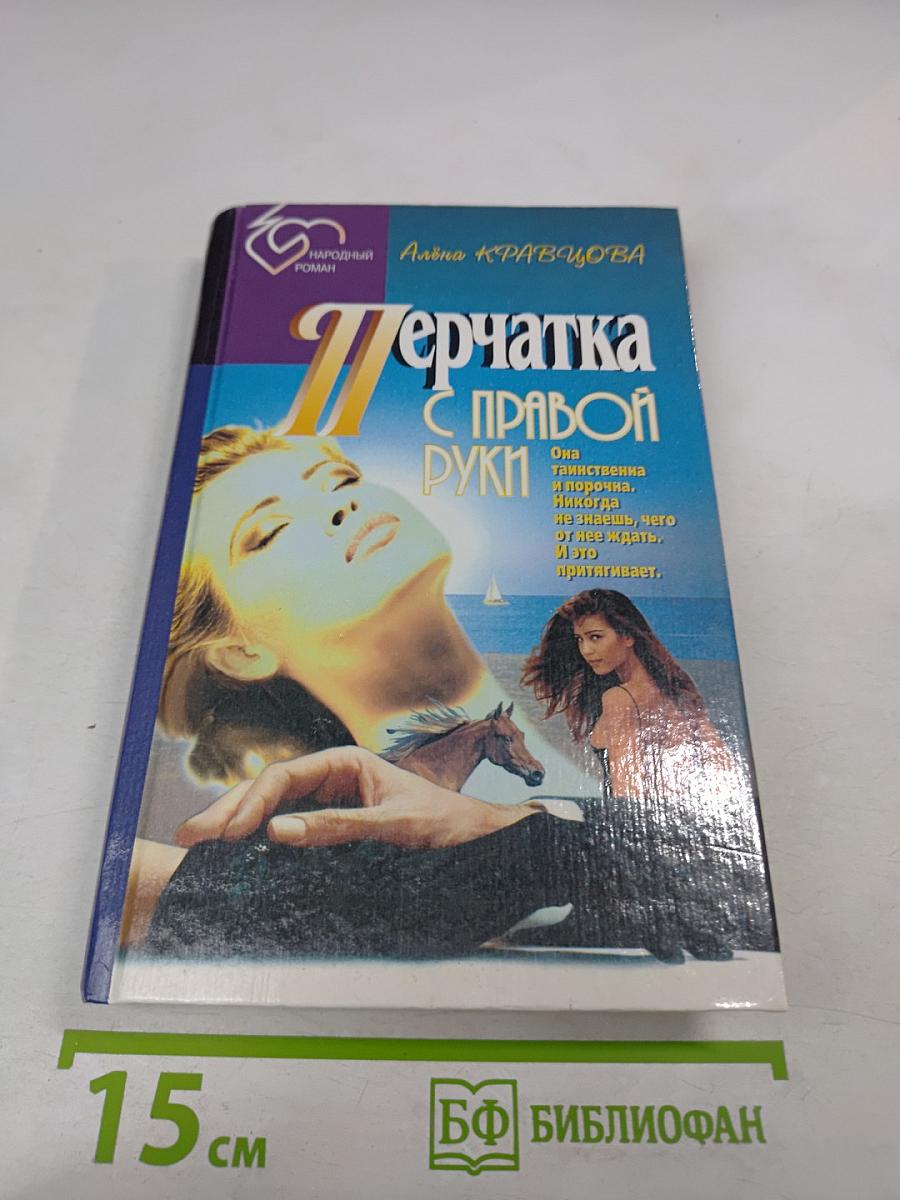 НАРОДНЫЙ
РОМАН
Алёна КРАВЦОВА
Перчатка
С ПРАВОЙ
РУКИ
Она
таинственна
и порочна.
Никогда
не знаешь, чего
от нее ждать.
И это
притягивает.
15 см
БФ БИБЛИОФАН